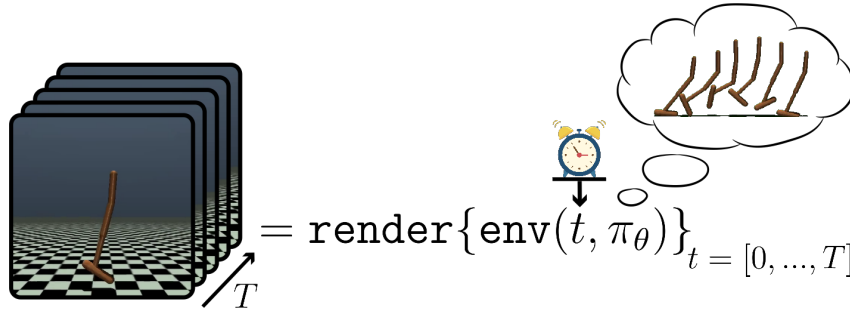 = render{env(t, π_θ)}_{t = [0, ..., T]}
T